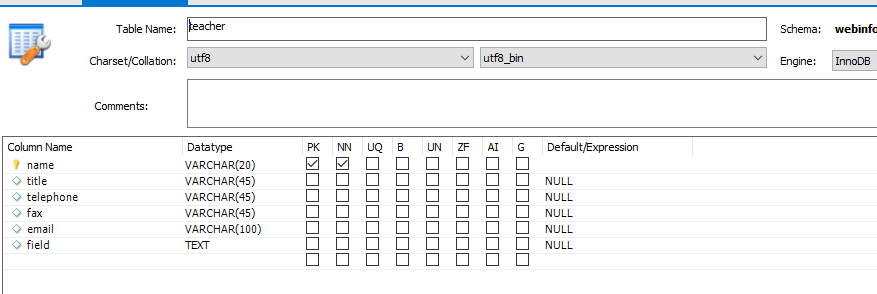 Table Name: teacher Schema: webinfo
Charset/Collation: utf8 utf8_bin Engine: InnoDB
Comments:
Column Name Datatype PK NN UQ B UN ZF AI G Default/Expression
name VARCHAR(20)
title VARCHAR(45) NULL
telephone VARCHAR(45) NULL
fax VARCHAR(45) NULL
email VARCHAR(100) NULL
field TEXT NULL